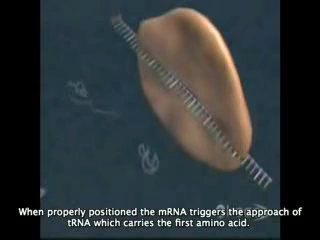 When properly positioned the mRNA triggers the approach of
tRNA which carries the first amino acid.